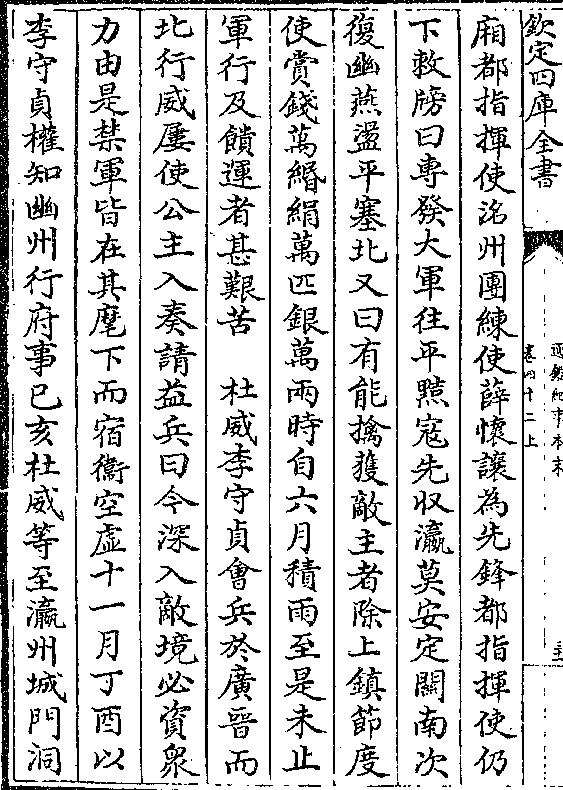 欽定四庫全書
通鑑紀事本末
卷四十二上
廂都指揮使洺州團練使薛懷讓為先鋒都指揮使仍
下敕牓曰專發大軍往平黠寇先収瀛莫安定關南次
復幽燕盪平塞北又曰有能擒獲敵主者除上鎮節度
使賞錢萬緡絹萬匹銀萬兩時自六月積雨至是未止
軍行及饋運者甚艱苦　杜威李守貞會兵於廣晉而
北行威屢使公主入奏請益兵曰今深入敵境必資衆
力由是禁軍皆在其麾下而宿衞空虛十一月丁酉以
李守貞權知幽州行府事已亥杜威等至瀛州城門洞